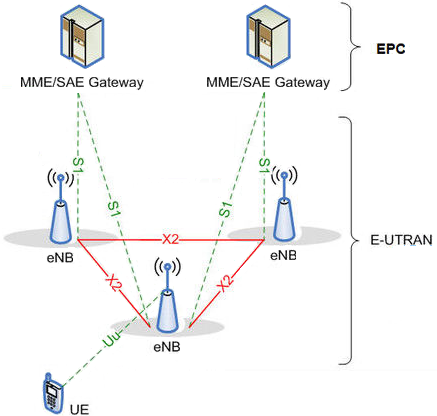 EPC
MME/SAE Gateway
MME/SAE Gateway
S1
S1
S1
S1
X2
eNB
eNB
E-UTRAN
X2
X2
Uu
eNB
UE